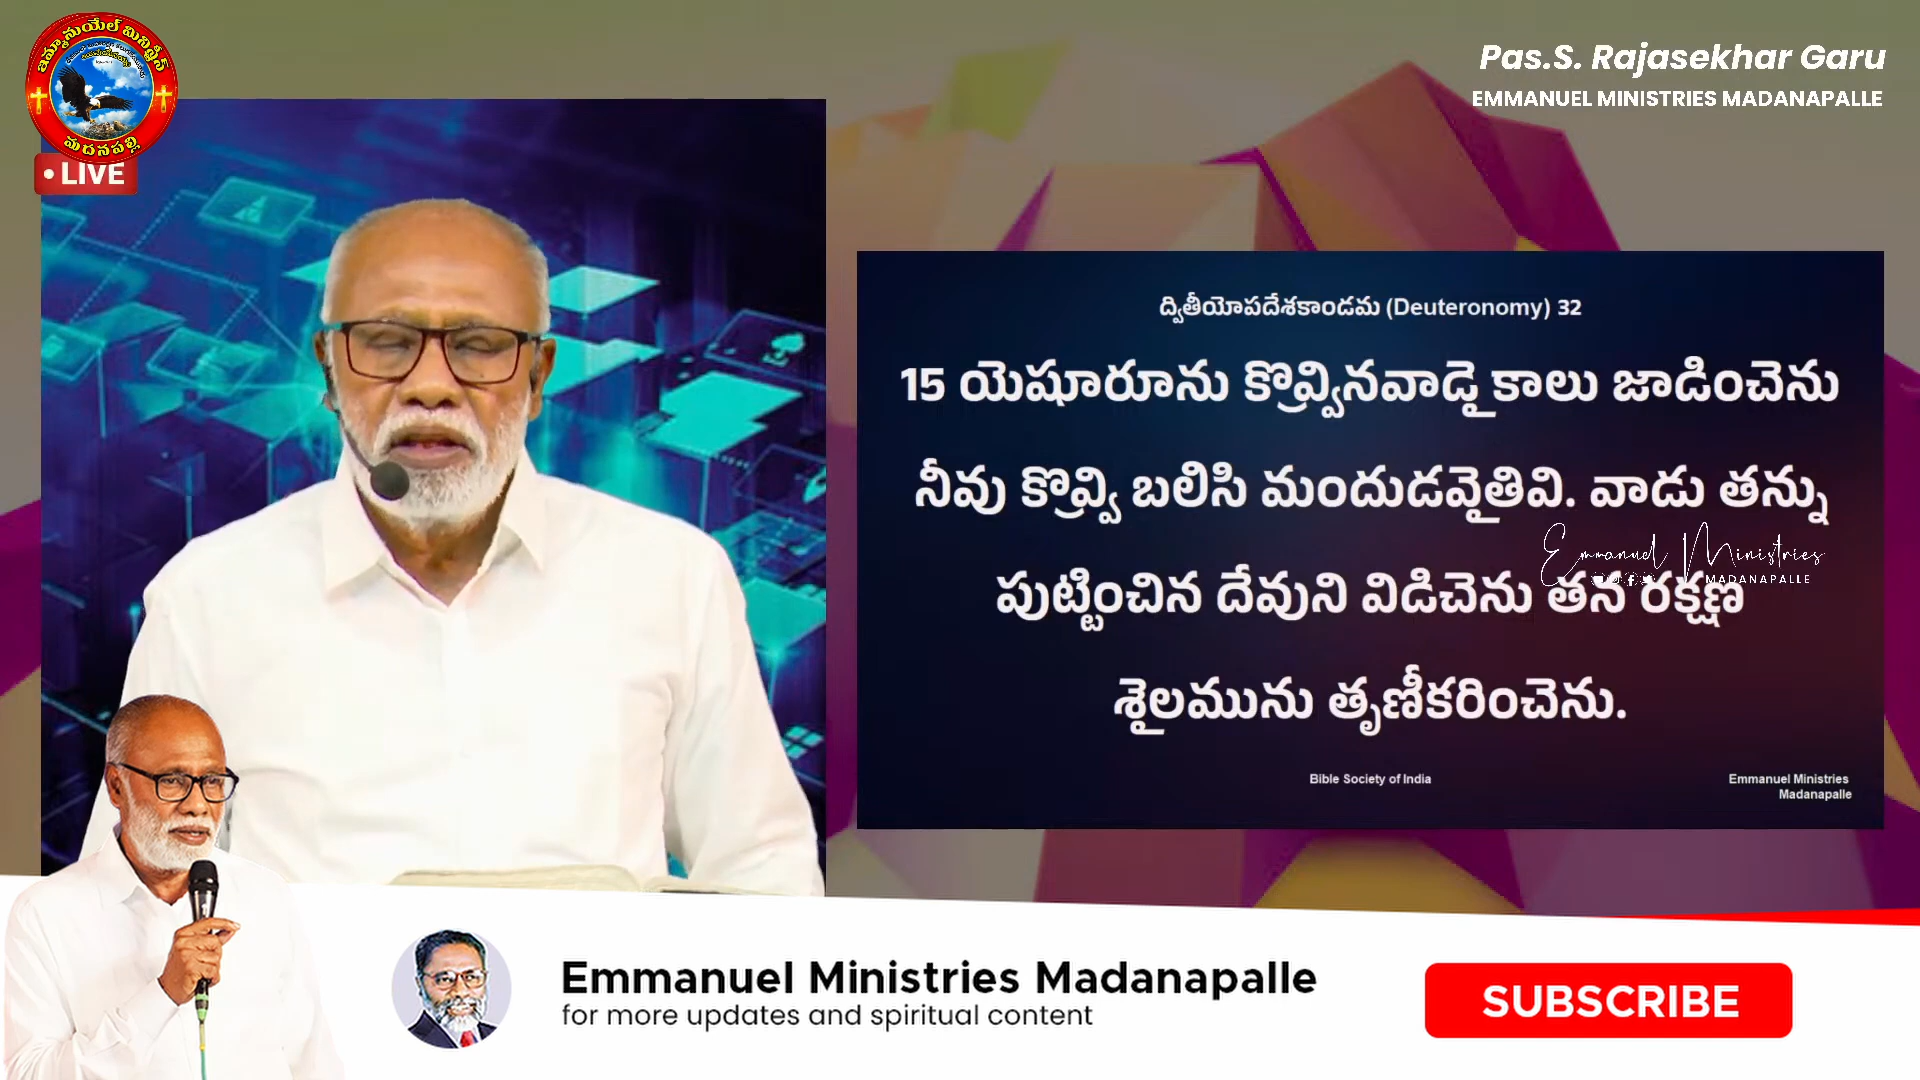 ఇమ్మానుయేల్ మినిస్ట్రీస్
మదనపల్లి
• LIVE
Pas.S. Rajasekhar Garu
EMMANUEL MINISTRIES MADANAPALLE
ద్వితీయోపదేశకాండమ (Deuteronomy) 32
15 యెషూరూను క్రొవ్వినవాడై కాలు జాడించెను
నీవు క్రొవ్వి బలిసి మందుడవైతివి. వాడు తన్ను
పుట్టించిన దేవుని విడిచెను తన రక్షణ
శైలమును తృణీకరించెను.
Emmanuel Ministries
MADANAPALLE
Bible Society of India
Emmanuel Ministries
Madanapalle
Emmanuel Ministries Madanapalle
for more updates and spiritual content
SUBSCRIBE